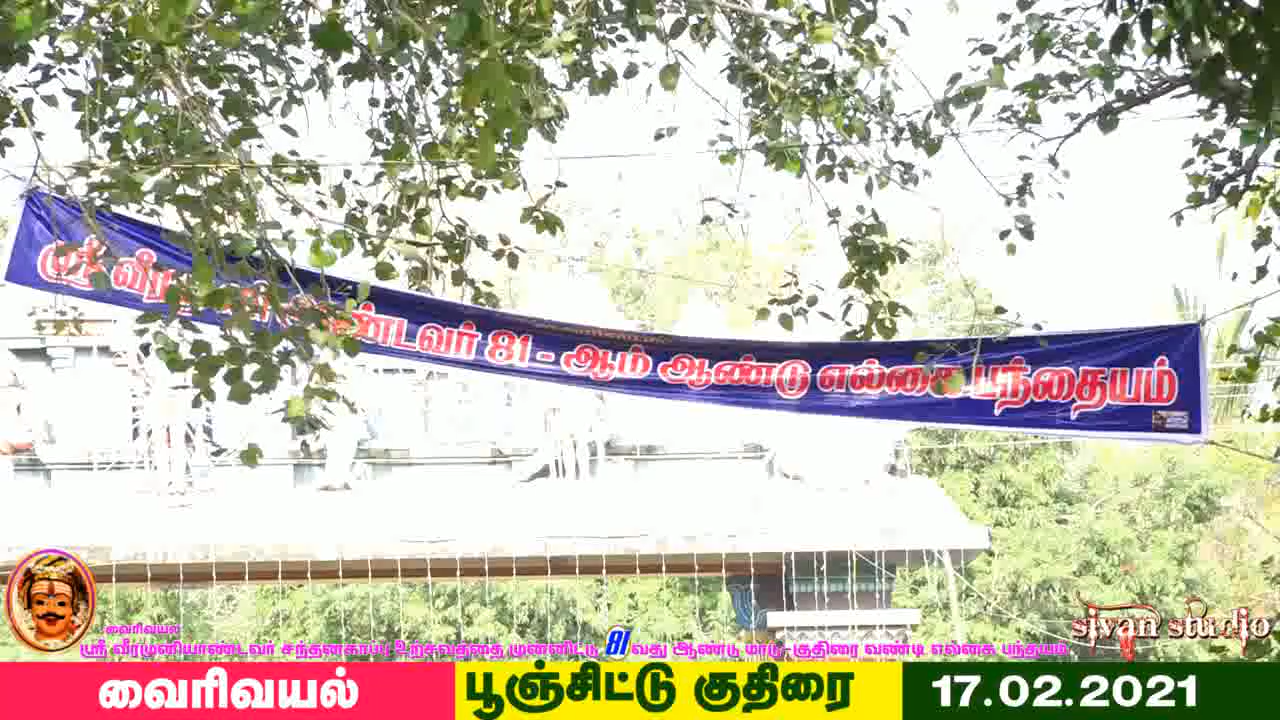 ஸ்ரீ வீர ண்டவர் 81 - ஆம் ஆண்டு எல்கை பந்தையம்
sivan studio
வைரிவயல்
ஸ்ரீ வீரமுனியாண்டவர் சந்தனகாப்பு உற்சவத்தை முன்னிட்டு 81 வது ஆண்டு மாடு-குதிரை வண்டி எல்கை பந்தயம்
வைரிவயல் பூஞ்சிட்டு குதிரை 17.02.2021